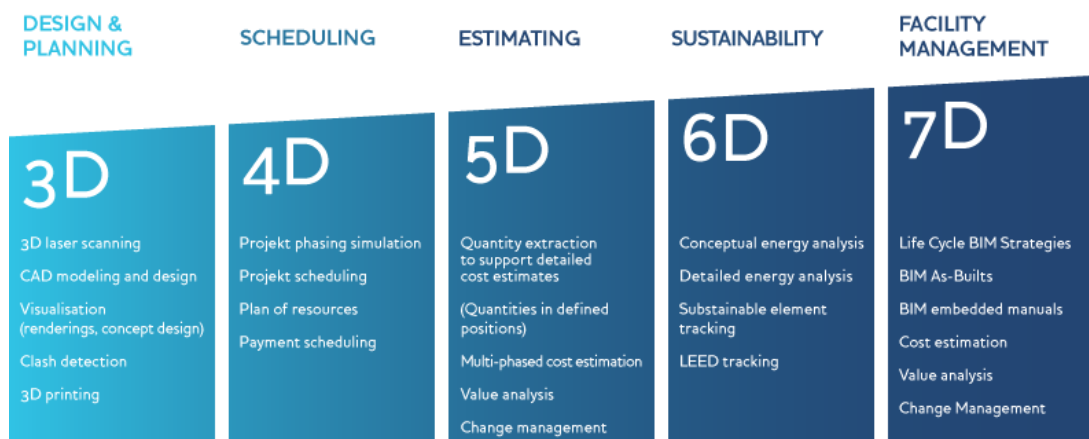 DESIGN &
PLANNING
3D
3D laser scanning
CAD modeling and design
Visualisation
(renderings, concept design)
Clash detection
3D printing
SCHEDULING
4D
Projekt phasing simulation
Projekt scheduling
Plan of resources
Payment scheduling
ESTIMATING
5D
Quantity extraction
to support detailed
cost estimates
(Quantities in defined
positions)
Multi-phased cost estimation
Value analysis
Change management
SUSTAINABILITY
6D
Conceptual energy analysis
Detailed energy analysis
Substainable element
tracking
LEED tracking
FACILITY
MANAGEMENT
7D
Life Cycle BIM Strategies
BIM As-Builts
BIM embedded manuals
Cost estimation
Value analysis
Change Management